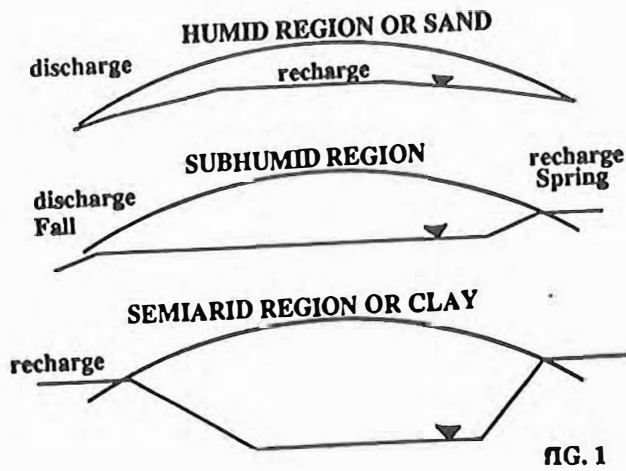 HUMID REGION OR SAND
discharge
recharge
SUBHUMID REGION
recharge
Spring
discharge
Fall
SEMIARID REGION OR CLAY
recharge
FIG. 1